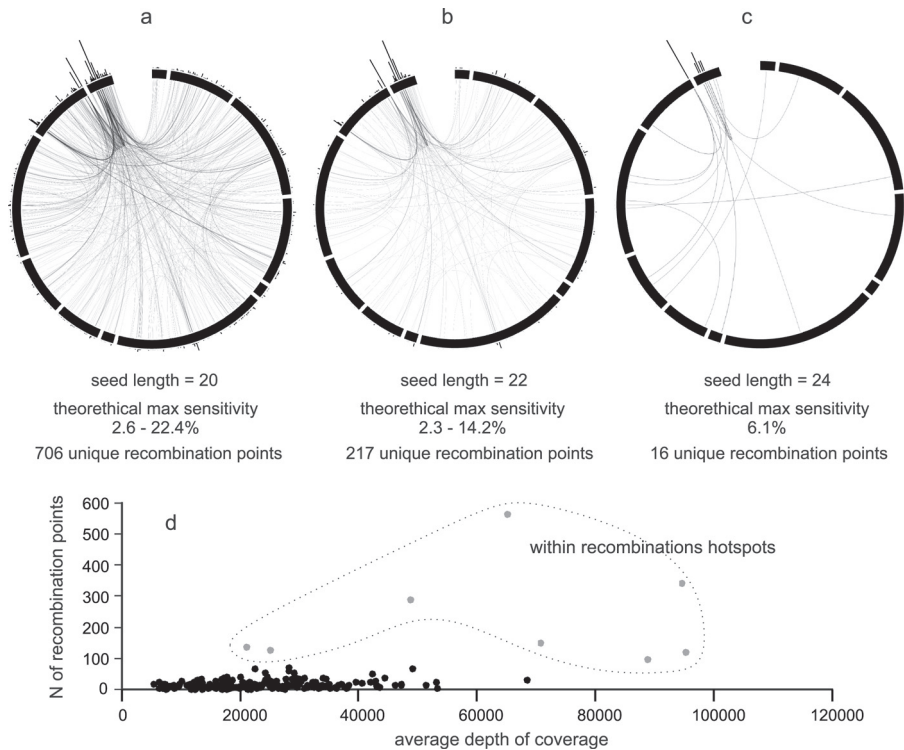 a
b
c
seed length = 20
seed length = 22
seed length = 24
theorethical max sensitivity
2.6 - 22.4%
theorethical max sensitivity
2.3 - 14.2%
theorethical max sensitivity
6.1%
706 unique recombination points
217 unique recombination points
16 unique recombination points
d
within recombinations hotspots
N of recombination points
600
500
400
300
200
100
0
0
20000
40000
60000
80000
100000
120000
average depth of coverage